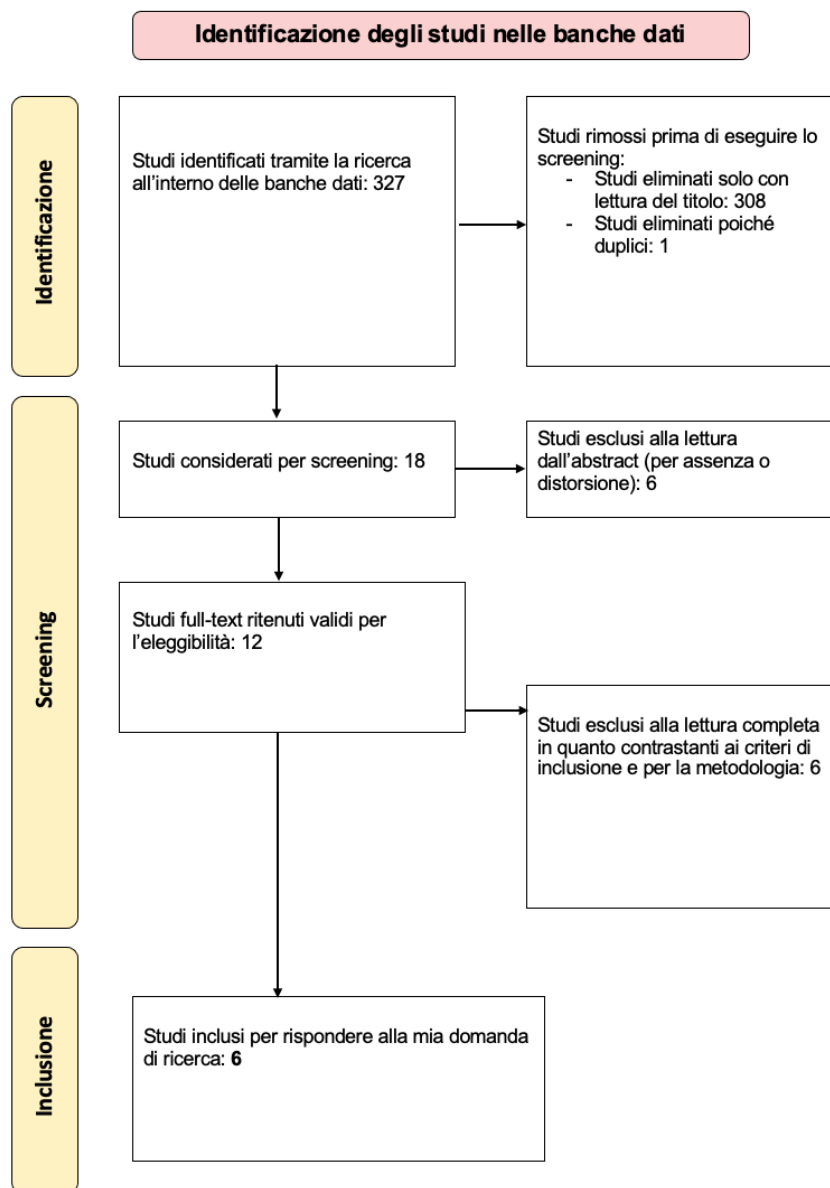 Identificazione degli studi nelle banche dati
Identificazione
Studi identificati tramite la ricerca
all'interno delle banche dati: 327
Studi rimossi prima di eseguire lo
screening:
- Studi eliminati solo con
lettura del titolo: 308
- Studi eliminati poiché
duplici: 1
Screening
Studi considerati per screening: 18
Studi esclusi alla lettura
dall'abstract (per assenza o
distorsione): 6
Studi full-text ritenuti validi per
l'eleggibilità: 12
Studi esclusi alla lettura completa
in quanto contrastanti ai criteri di
inclusione e per la metodologia: 6
Inclusione
Studi inclusi per rispondere alla mia domanda
di ricerca: 6